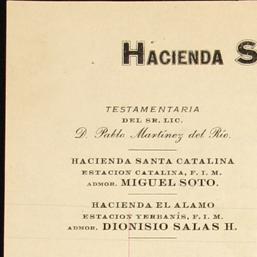 HACIENDA S
TESTAMENTARIA
DEL SR. LIC.
D. Pablo Martínez del Río.
HACIENDA SANTA CATALINA
ESTACION CATALINA, F. I. M.
ADMOR. MIGUEL SOTO.
HACIENDA EL ALAMO
ESTACION YERBANÍS, F. I. M.
ADMOR. DIONISIO SALAS H.